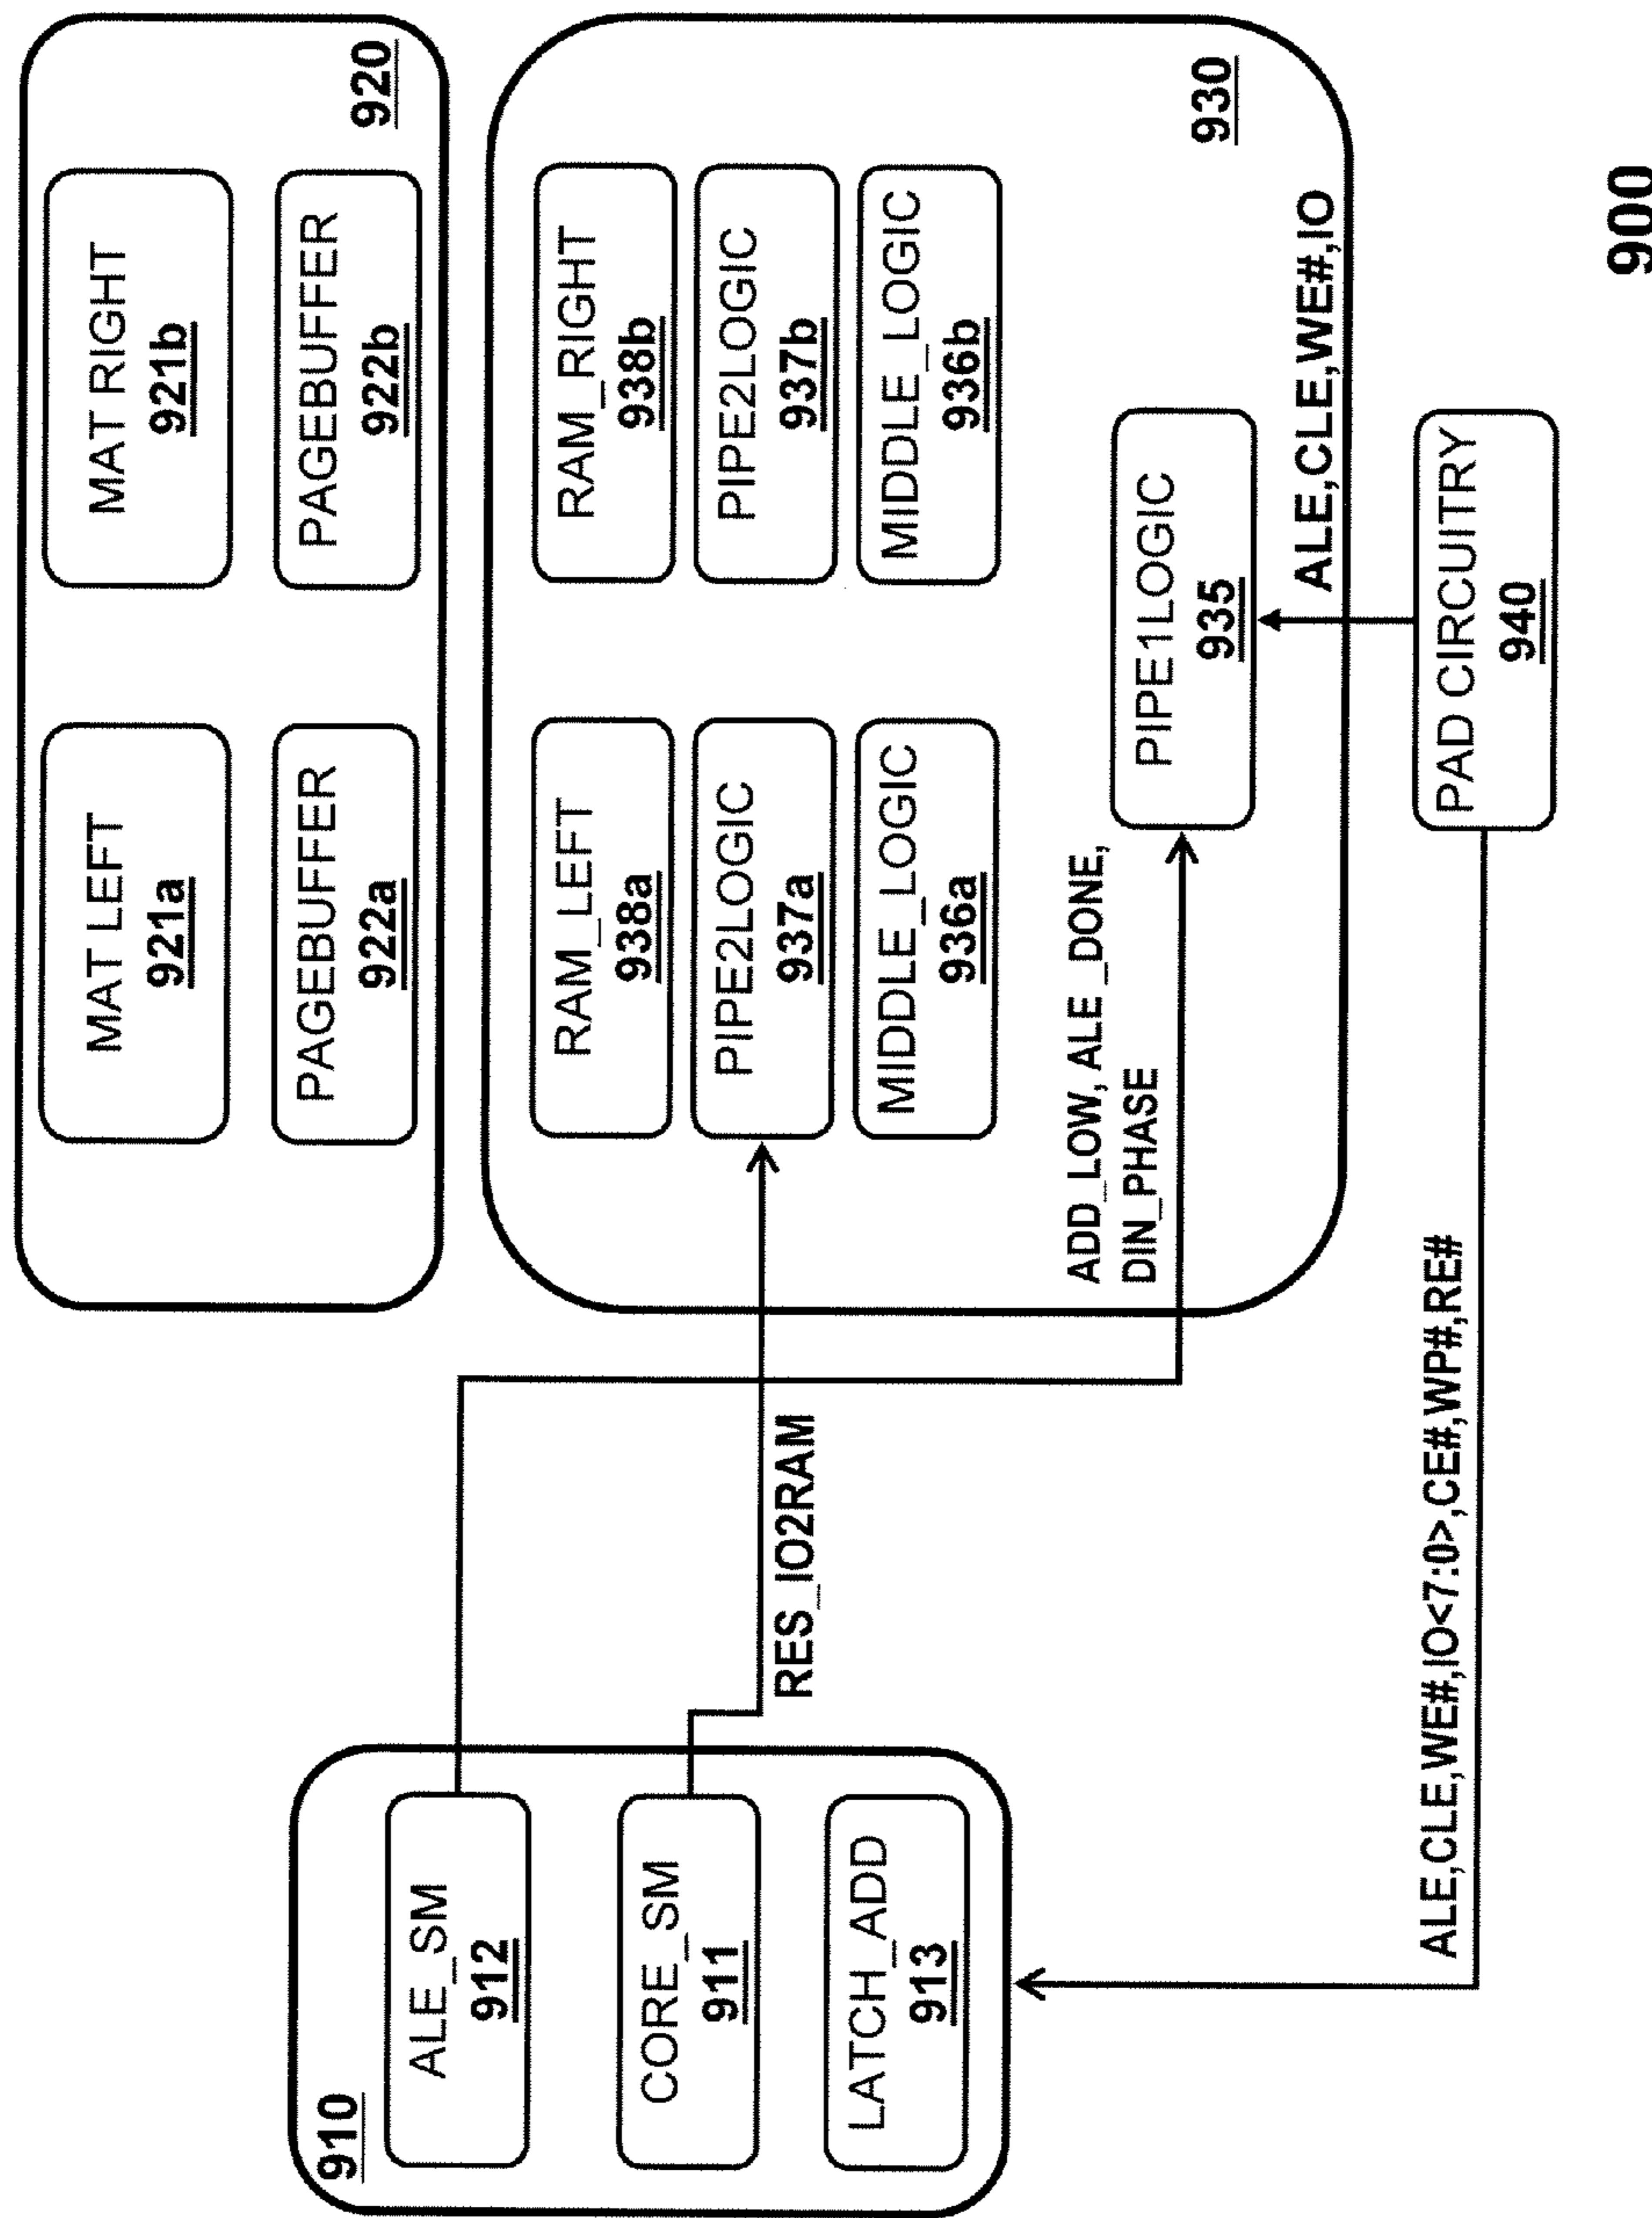 910
ALE_SM
912
CORE_SM
911
LATCH_ADD
913
MAT LEFT
921a
MAT RIGHT
921b
PAGEBUFFER
922a
PAGEBUFFER
922b
920
RAM_LEFT
938a
RAM_RIGHT
938b
PIPE2LOGIC
937a
PIPE2LOGIC
937b
MIDDLE_LOGIC
936a
MIDDLE_LOGIC
936b
930
RES_IO2RAM
ADD_LOW, ALE_DONE,
DIN_PHASE
PIPE1LOGIC
935
ALE,CLE,WE#,IO
ALE,CLE,WE#,IO<7:0>,CE#,WP#,RE#
PAD CIRCUITRY
940
900